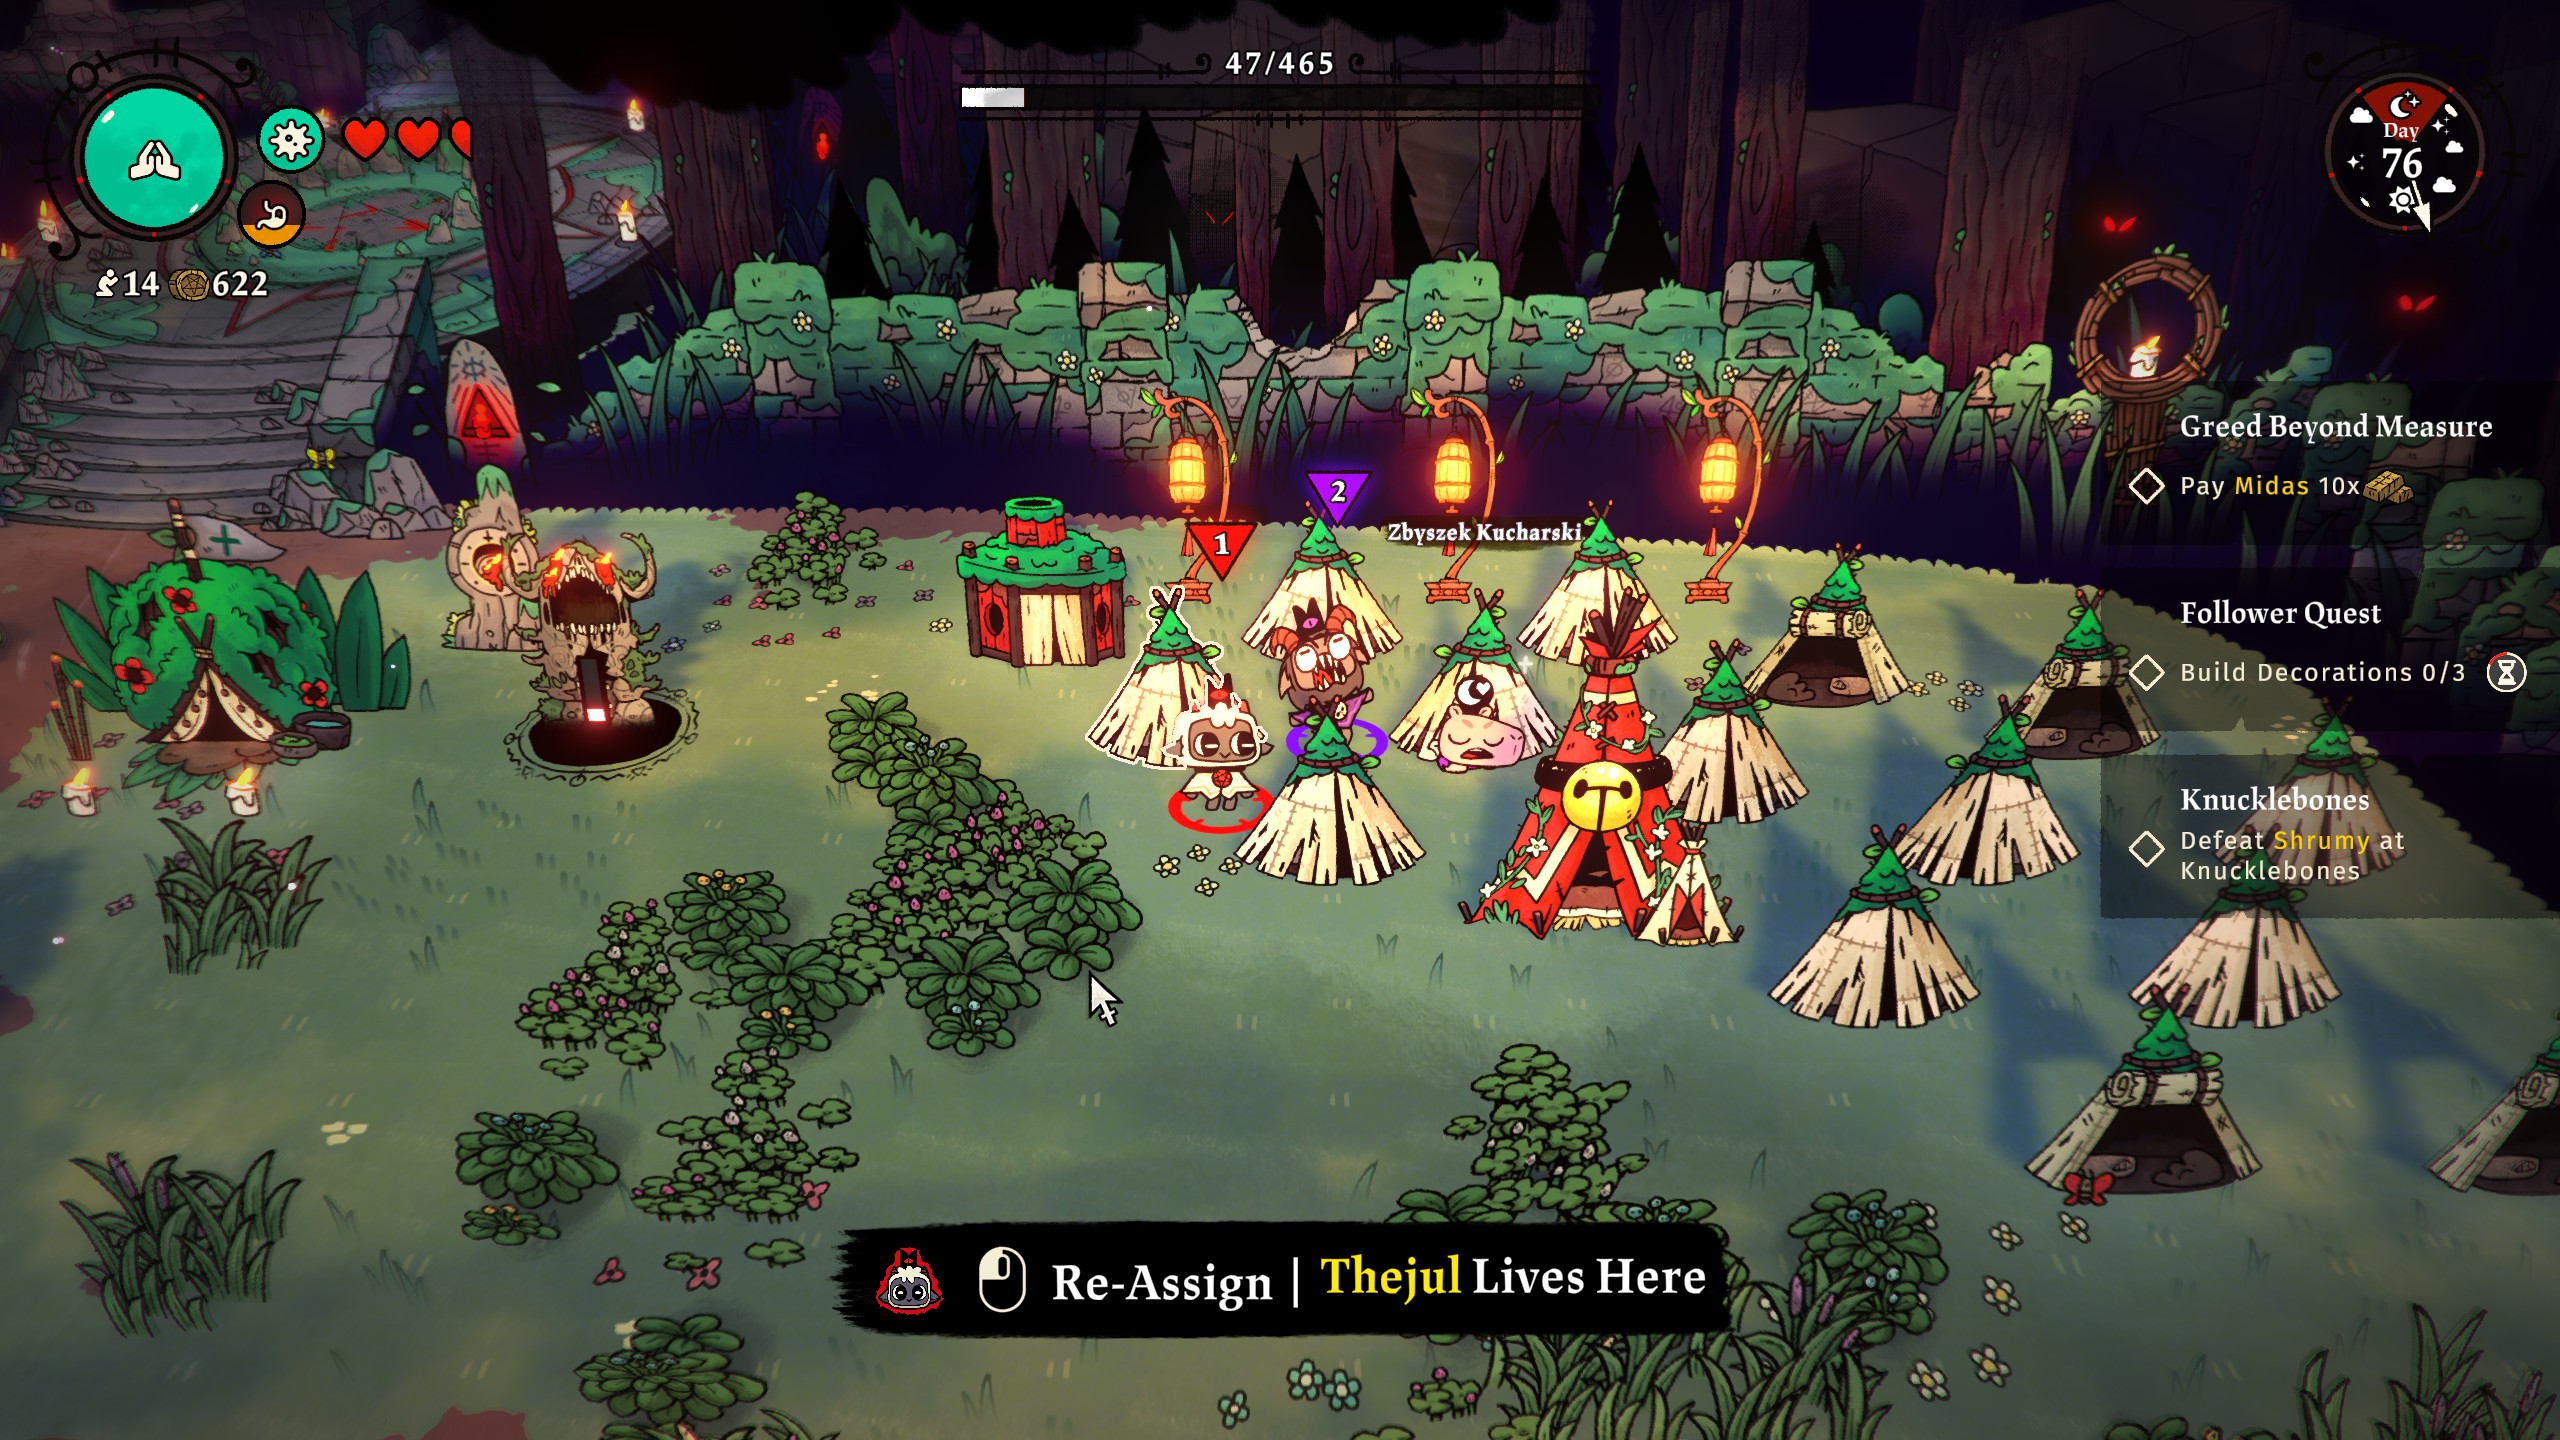 47/465
Day
76
14 622
Greed Beyond Measure
Pay Midas 10x
2
Zbyszek Kucharski
1
Follower Quest
Build Decorations 0/3
Knucklebones
Defeat Shrumy at
Knucklebones
Re-Assign | Thejul Lives Here